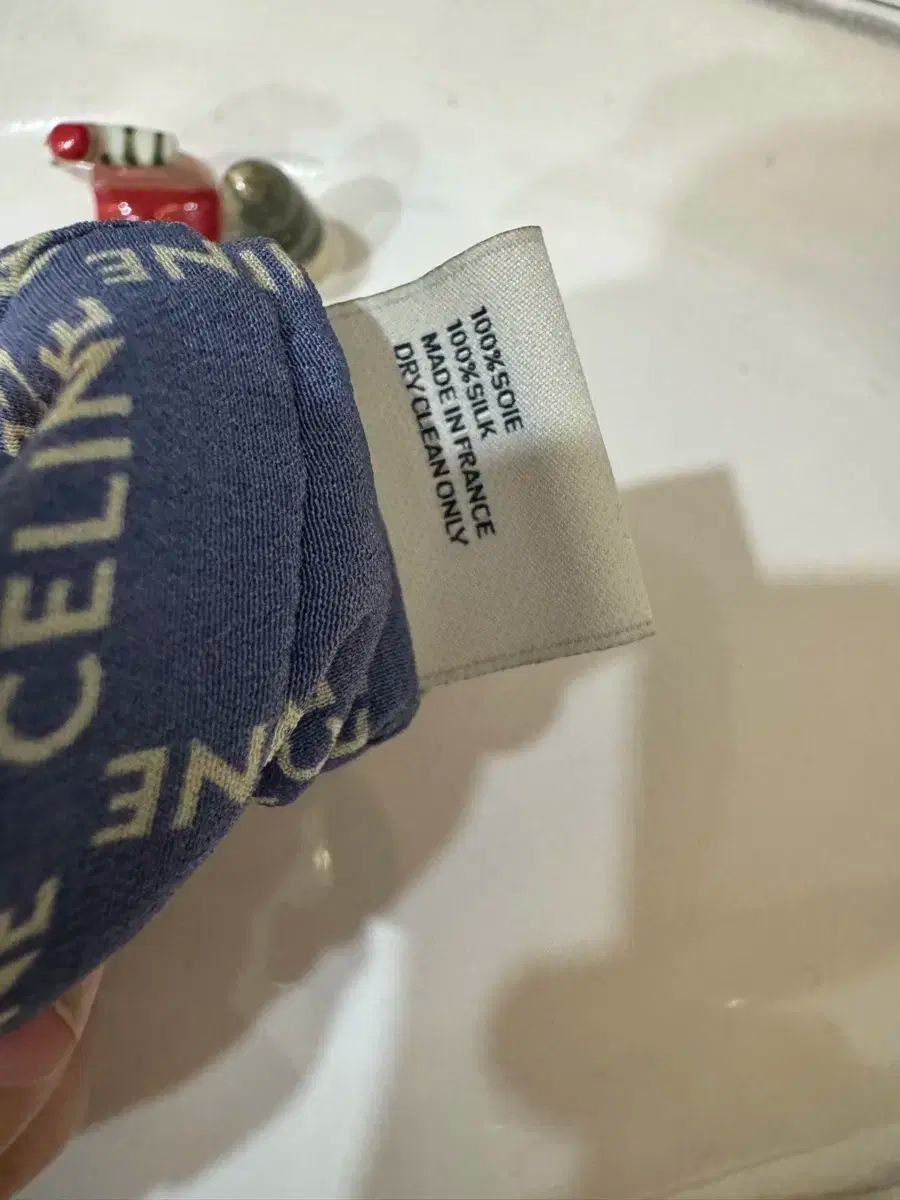 100% SOIE
100% SILK
MADE IN FRANCE
DRY CLEAN ONLY
CELINE